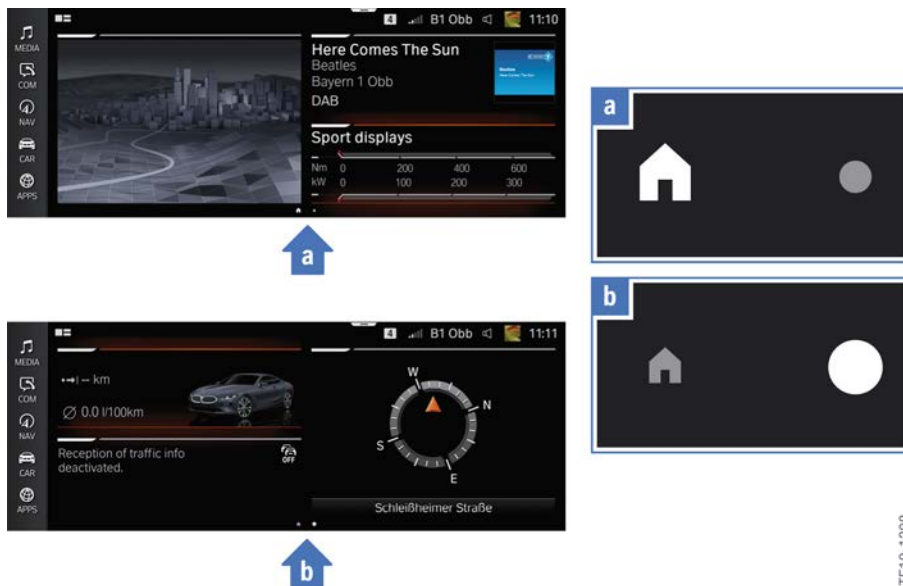 4 B1 Obb 11:10
MEDIA
COM
NAV
CAR
APPS
Here Comes The Sun
Beatles
Bayern 1 Obb
DAB
Sport displays
Nm 0 200 400 600
kW 0 100 200 300
a
4 B1 Obb 11:11
MEDIA
COM
NAV
CAR
APPS
-- km
Ø 0.0 l/100km
Reception of traffic info
deactivated.
OFF
W
N
S
E
Schleißheimer Straße
b
a
b